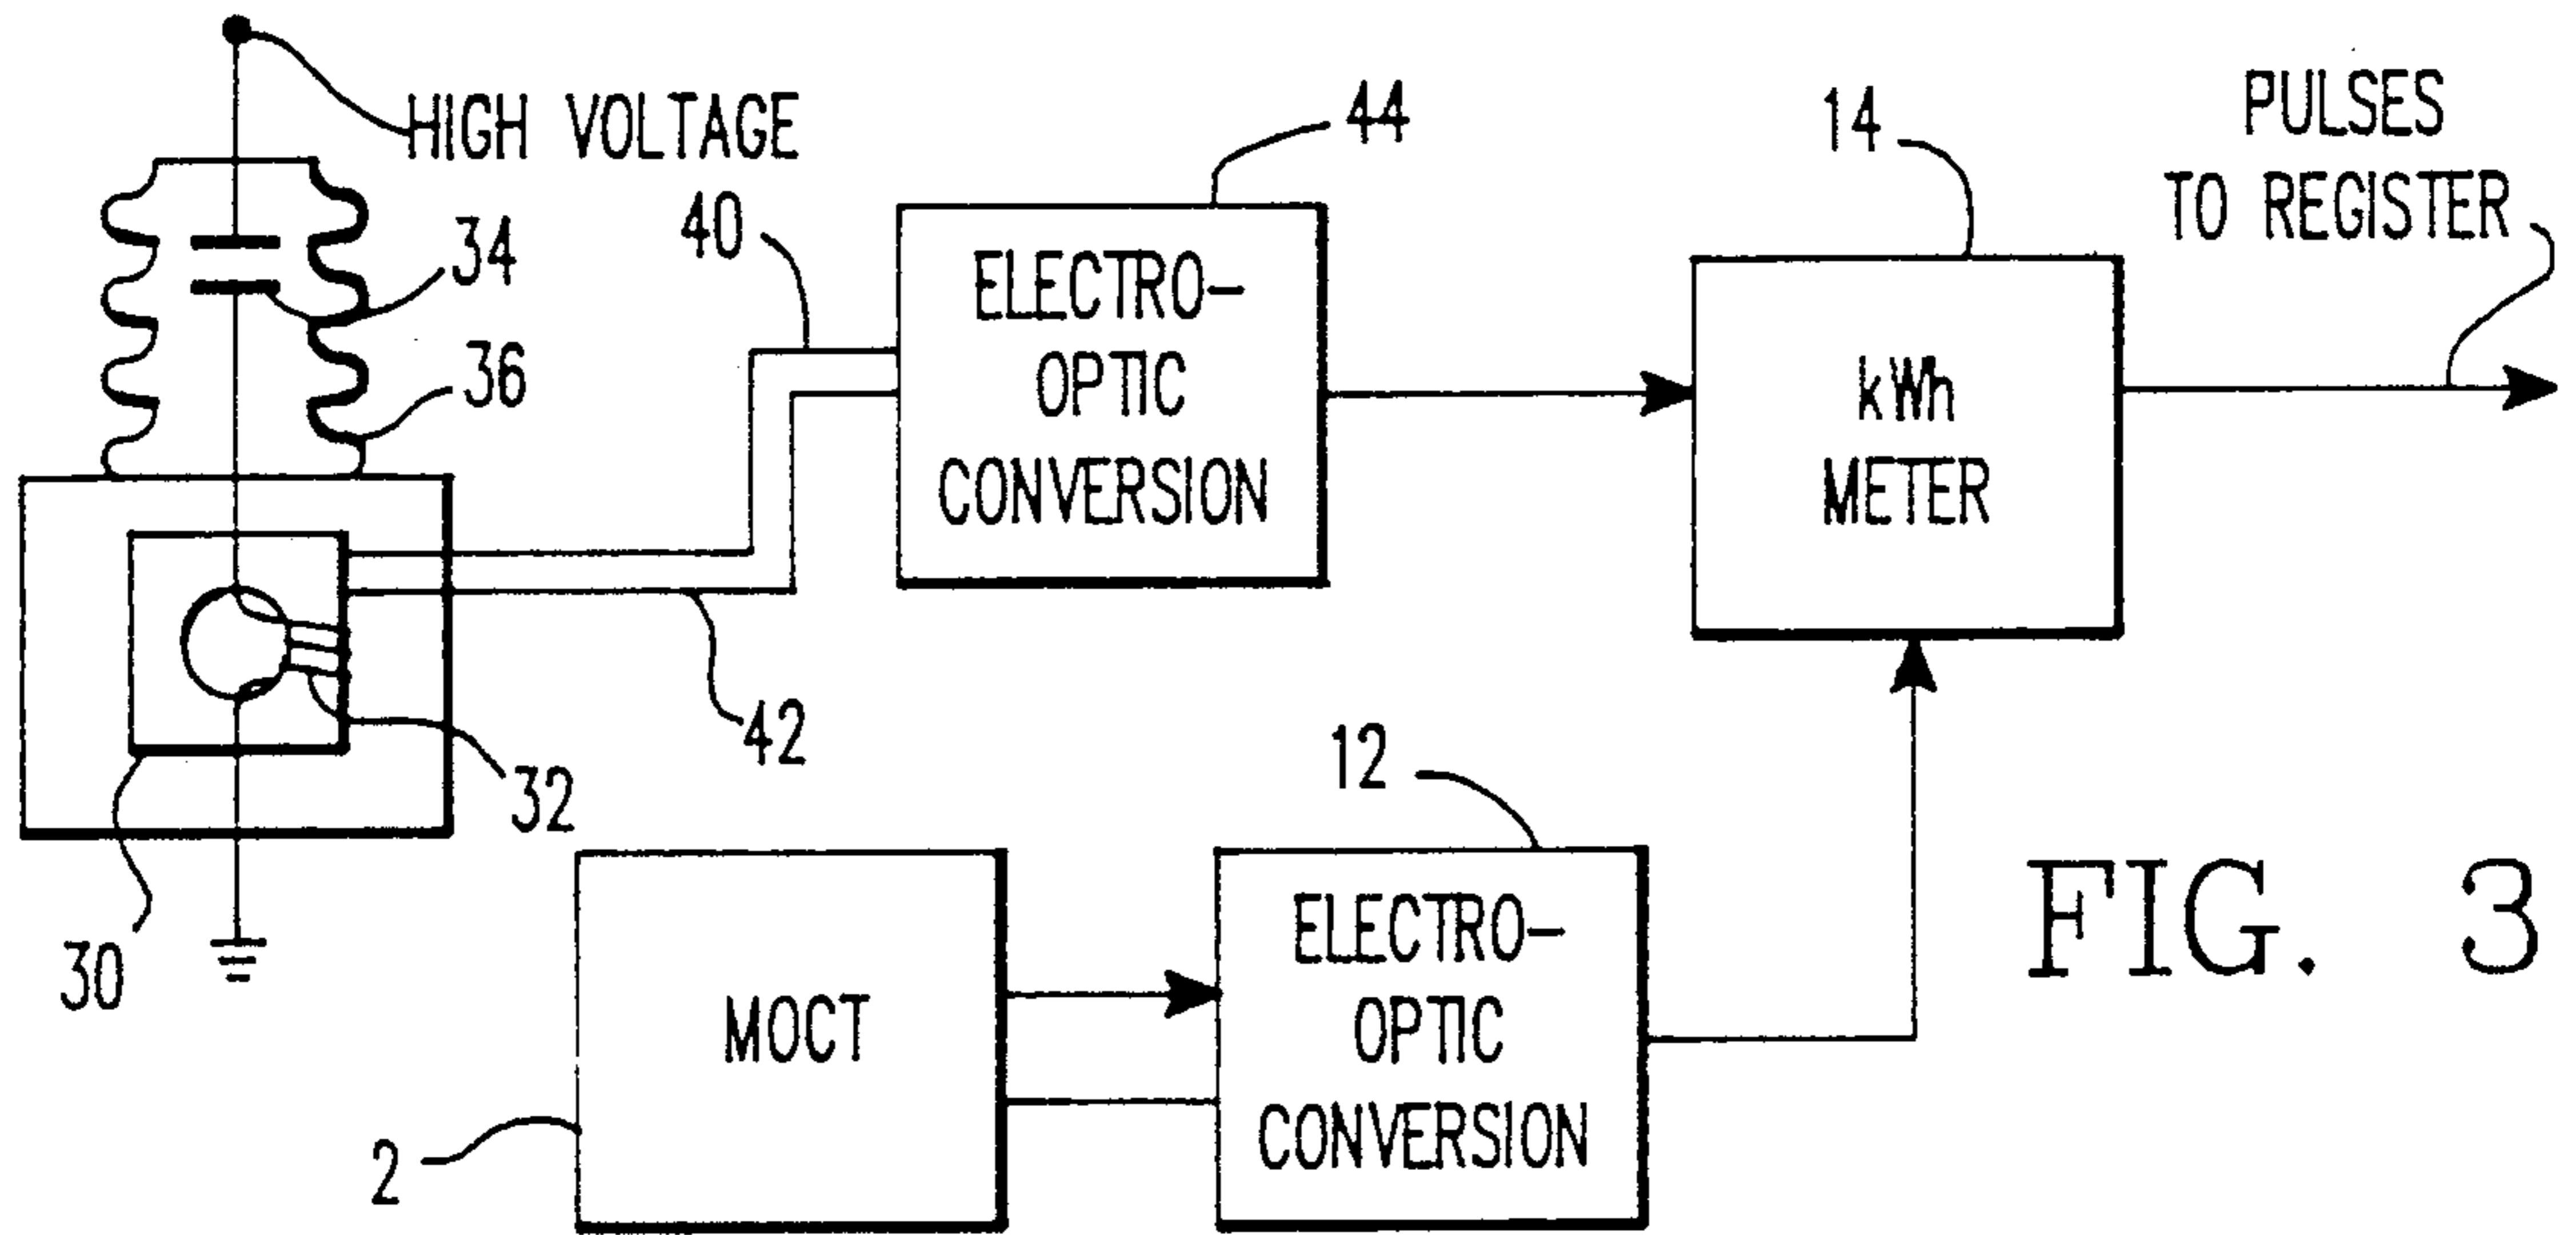 HIGH VOLTAGE
34
36
40
44
ELECTRO-
OPTIC
CONVERSION
14
kWh
METER
PULSES
TO REGISTER
42
32
30
2
MOCT
12
ELECTRO-
OPTIC
CONVERSION
FIG. 3